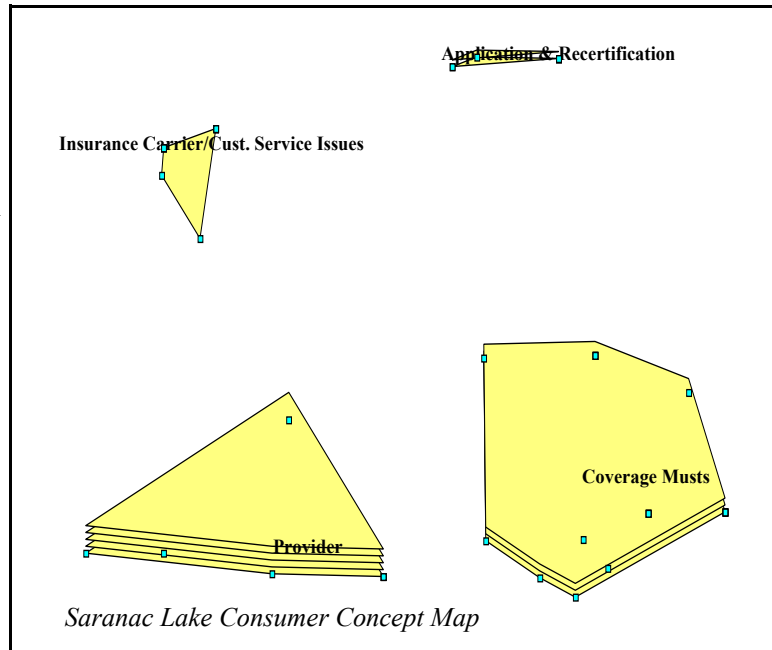 Application & Recertification
Insurance Carrier/Cust. Service Issues
Coverage Musts
Provider
Saranac Lake Consumer Concept Map